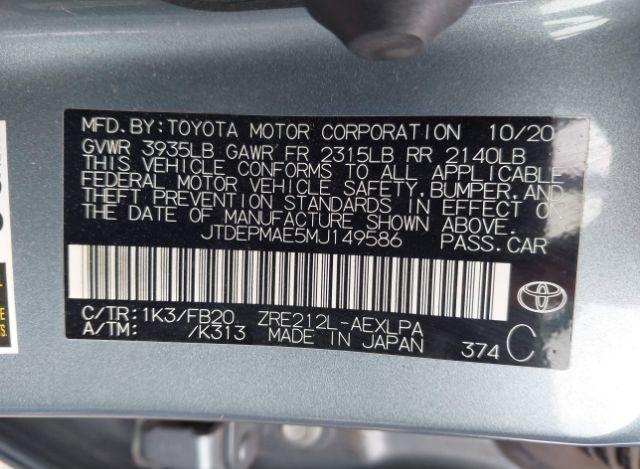 MFD.BY:TOYOTA MOTOR CORPORATION 10/20
GVWR 3935LB GAWR FR 2315LB RR 2140LB
THIS VEHICLE CONFORMS TO ALL APPLICABLE
FEDERAL MOTOR VEHICLE SAFETY,BUMPER,AND
THEFT PREVENTION STANDARDS IN EFFECT ON
THE DATE OF MANUFACTURE SHOWN ABOVE.
JTDEPMAE5MJ149586 PASS.CAR
C/TR:1K3/FB20 ZRE212L-AEXLPA
A/TM: /K313 MADE IN JAPAN 374 C